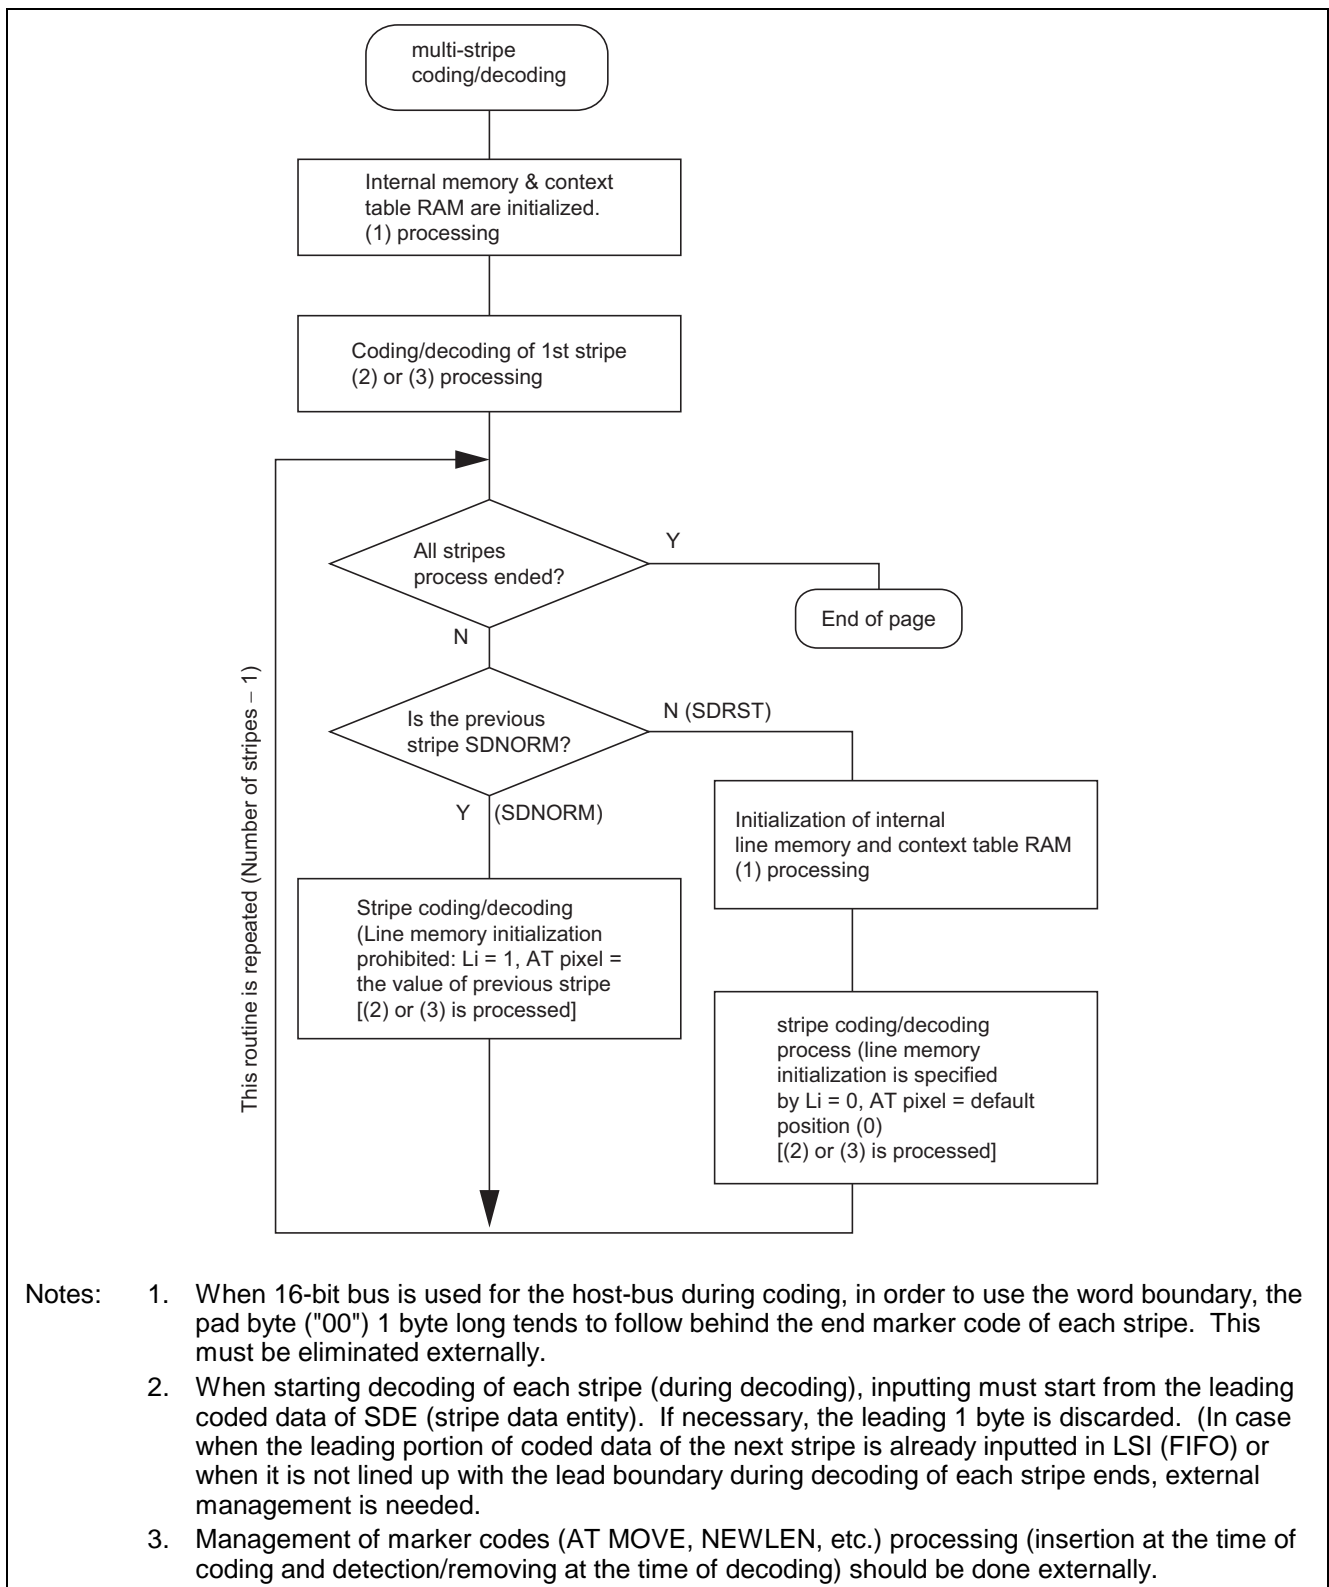 multi-stripe
coding/decoding
Internal memory & context
table RAM are initialized.
(1) processing
Coding/decoding of 1st stripe
(2) or (3) processing
All stripes
process ended?
Y
End of page
N
Is the previous
stripe SDNORM?
N (SDRST)
Y (SDNORM)
Initialization of internal
line memory and context table RAM
(1) processing
Stripe coding/decoding
(Line memory initialization
prohibited: Li = 1, AT pixel =
the value of previous stripe
[(2) or (3) is processed]
stripe coding/decoding
process (line memory
initialization is specified
by Li = 0, AT pixel = default
position (0)
[(2) or (3) is processed]
This routine is repeated (Number of stripes – 1)
Notes: 1. When 16-bit bus is used for the host-bus during coding, in order to use the word boundary, the
pad byte ("00") 1 byte long tends to follow behind the end marker code of each stripe. This
must be eliminated externally.
2. When starting decoding of each stripe (during decoding), inputting must start from the leading
coded data of SDE (stripe data entity). If necessary, the leading 1 byte is discarded. (In case
when the leading portion of coded data of the next stripe is already inputted in LSI (FIFO) or
when it is not lined up with the lead boundary during decoding of each stripe ends, external
management is needed.
3. Management of marker codes (AT MOVE, NEWLEN, etc.) processing (insertion at the time of
coding and detection/removing at the time of decoding) should be done externally.